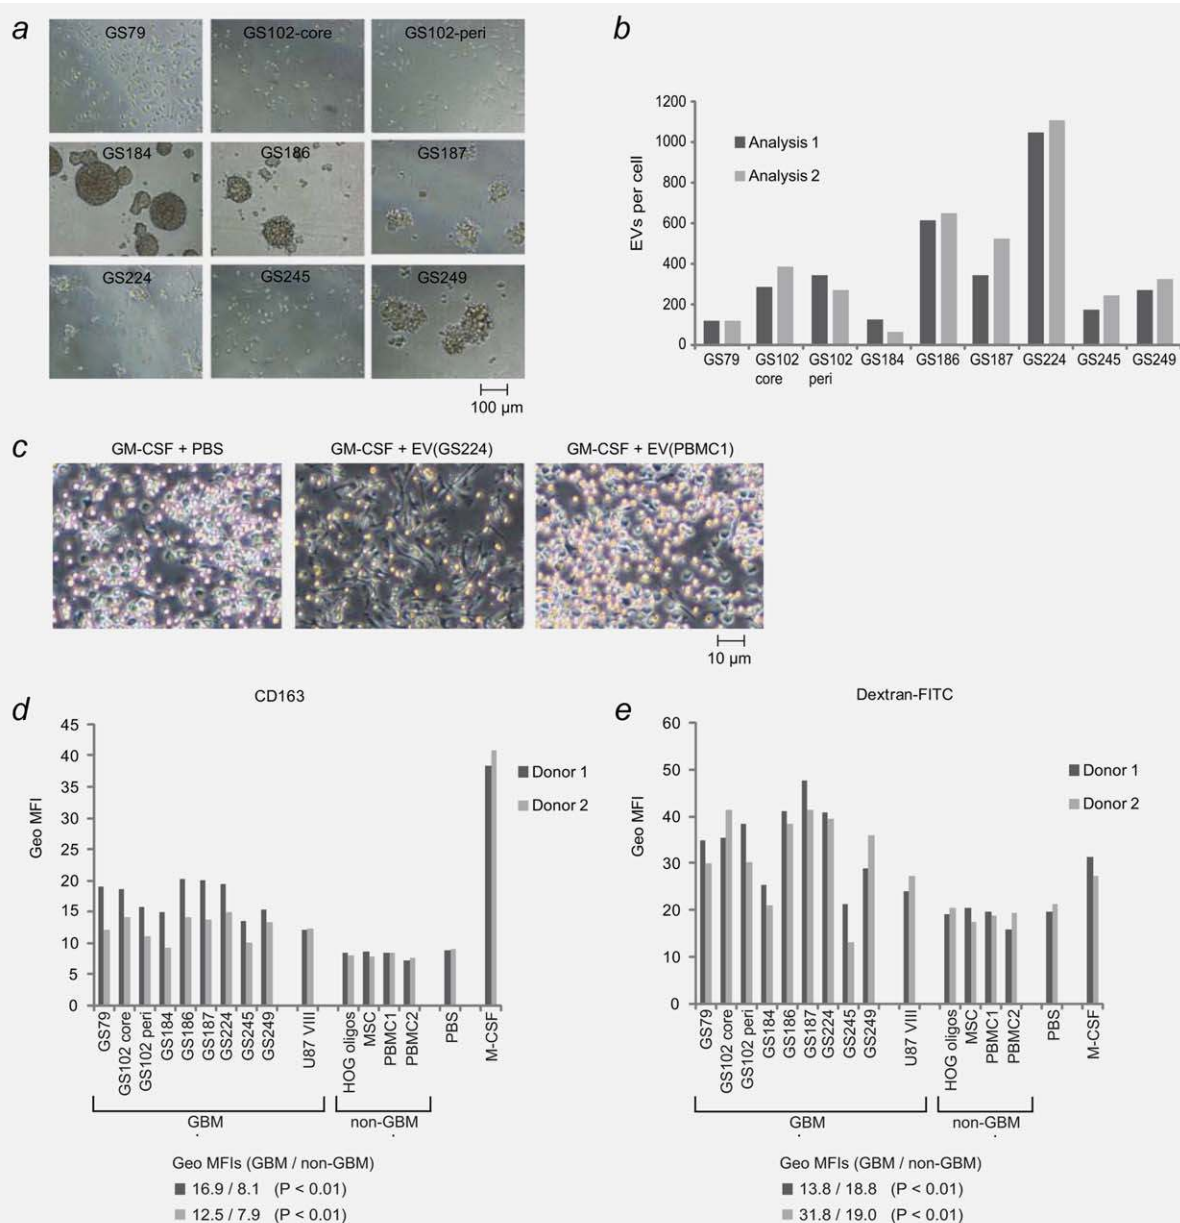 a
GS79
GS102-core
GS102-peri
GS184
GS186
GS187
GS224
GS245
GS249
100 µm
b
EVs per cell
1200
1000
800
600
400
200
0
Analysis 1
Analysis 2
GS79
GS102 core
GS102 peri
GS184
GS186
GS187
GS224
GS245
GS249
c
GM-CSF + PBS
GM-CSF + EV(GS224)
GM-CSF + EV(PBMC1)
10 µm
d
CD163
Geo MFI
45
40
35
30
25
20
15
10
5
0
Donor 1
Donor 2
GS79
GS102 core
GS102 peri
GS184
GS186
GS187
GS224
GS245
GS249
U87 VIII
HOG oligos
MSC
PBMC1
PBMC2
PBS
M-CSF
GBM
non-GBM
Geo MFIs (GBM / non-GBM)
16.9 / 8.1 (P < 0.01)
12.5 / 7.9 (P < 0.01)
e
Dextran-FITC
Geo MFI
60
50
40
30
20
10
0
Donor 1
Donor 2
GS79
GS102 core
GS102 peri
GS184
GS186
GS187
GS224
GS245
GS249
U87 VIII
HOG oligos
MSC
PBMC1
PBMC2
PBS
M-CSF
GBM
non-GBM
Geo MFIs (GBM / non-GBM)
13.8 / 18.8 (P < 0.01)
31.8 / 19.0 (P < 0.01)